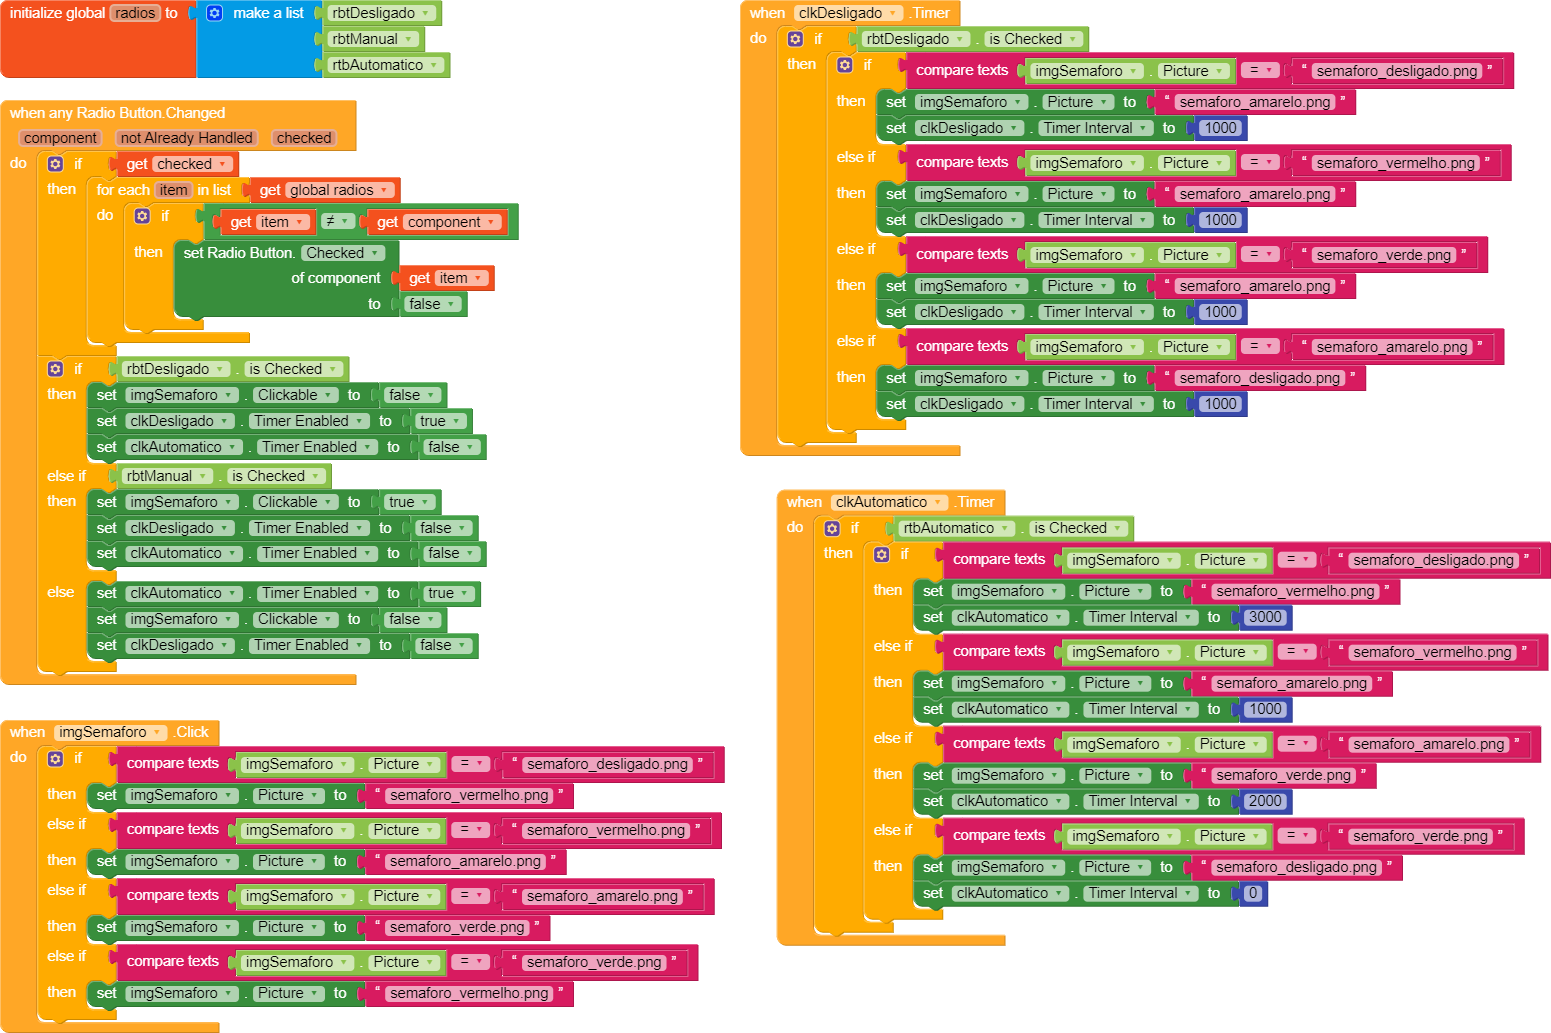 initialize global radios to make a list rbtDesligado
rbtManual
rtbAutomatico
when any Radio Button.Changed
component not Already Handled checked
do if get checked
then for each item in list get global radios
do if get item ≠ get component
then set Radio Button. Checked
of component get item
to false
if rbtDesligado . is Checked
then set imgSemaforo . Clickable to false
set clkDesligado . Timer Enabled to true
set clkAutomatico . Timer Enabled to false
else if rbtManual . is Checked
then set imgSemaforo . Clickable to true
set clkDesligado . Timer Enabled to false
set clkAutomatico . Timer Enabled to false
else set clkAutomatico . Timer Enabled to true
set imgSemaforo . Clickable to false
set clkDesligado . Timer Enabled to false
when imgSemaforo .Click
do if compare texts imgSemaforo . Picture = “ semaforo_desligado.png ”
then set imgSemaforo . Picture to “ semaforo_vermelho.png ”
else if compare texts imgSemaforo . Picture = “ semaforo_vermelho.png ”
then set imgSemaforo . Picture to “ semaforo_amarelo.png ”
else if compare texts imgSemaforo . Picture = “ semaforo_amarelo.png ”
then set imgSemaforo . Picture to “ semaforo_verde.png ”
else if compare texts imgSemaforo . Picture = “ semaforo_verde.png ”
then set imgSemaforo . Picture to “ semaforo_vermelho.png ”
when clkDesligado .Timer
do if rbtDesligado . is Checked
then if compare texts imgSemaforo . Picture = “ semaforo_desligado.png ”
then set imgSemaforo . Picture to “ semaforo_amarelo.png ”
set clkDesligado . Timer Interval to 1000
else if compare texts imgSemaforo . Picture = “ semaforo_vermelho.png ”
then set imgSemaforo . Picture to “ semaforo_amarelo.png ”
set clkDesligado . Timer Interval to 1000
else if compare texts imgSemaforo . Picture = “ semaforo_verde.png ”
then set imgSemaforo . Picture to “ semaforo_amarelo.png ”
set clkDesligado . Timer Interval to 1000
else if compare texts imgSemaforo . Picture = “ semaforo_amarelo.png ”
then set imgSemaforo . Picture to “ semaforo_desligado.png ”
set clkDesligado . Timer Interval to 1000
when clkAutomatico .Timer
do if rtbAutomatico . is Checked
then if compare texts imgSemaforo . Picture = “ semaforo_desligado.png ”
then set imgSemaforo . Picture to “ semaforo_vermelho.png ”
set clkAutomatico . Timer Interval to 3000
else if compare texts imgSemaforo . Picture = “ semaforo_vermelho.png ”
then set imgSemaforo . Picture to “ semaforo_amarelo.png ”
set clkAutomatico . Timer Interval to 1000
else if compare texts imgSemaforo . Picture = “ semaforo_amarelo.png ”
then set imgSemaforo . Picture to “ semaforo_verde.png ”
set clkAutomatico . Timer Interval to 2000
else if compare texts imgSemaforo . Picture = “ semaforo_verde.png ”
then set imgSemaforo . Picture to “ semaforo_desligado.png ”
set clkAutomatico . Timer Interval to 0